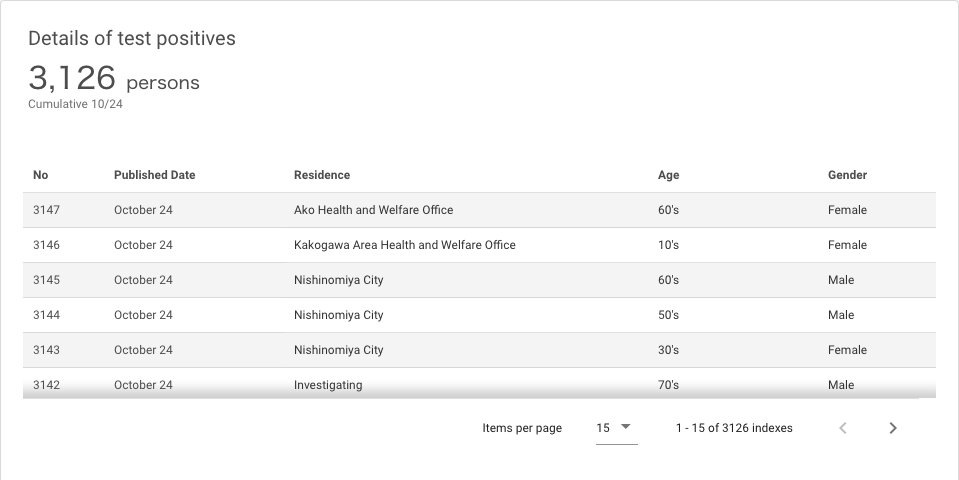 Details of test positives
3,126 persons
Cumulative 10/24
No Published Date Residence Age Gender
3147 October 24 Ako Health and Welfare Office 60's Female
3146 October 24 Kakogawa Area Health and Welfare Office 10's Female
3145 October 24 Nishinomiya City 60's Male
3144 October 24 Nishinomiya City 50's Male
3143 October 24 Nishinomiya City 30's Female
3142 October 24 Investigating 70's Male
Items per page 15 1 - 15 of 3126 indexes